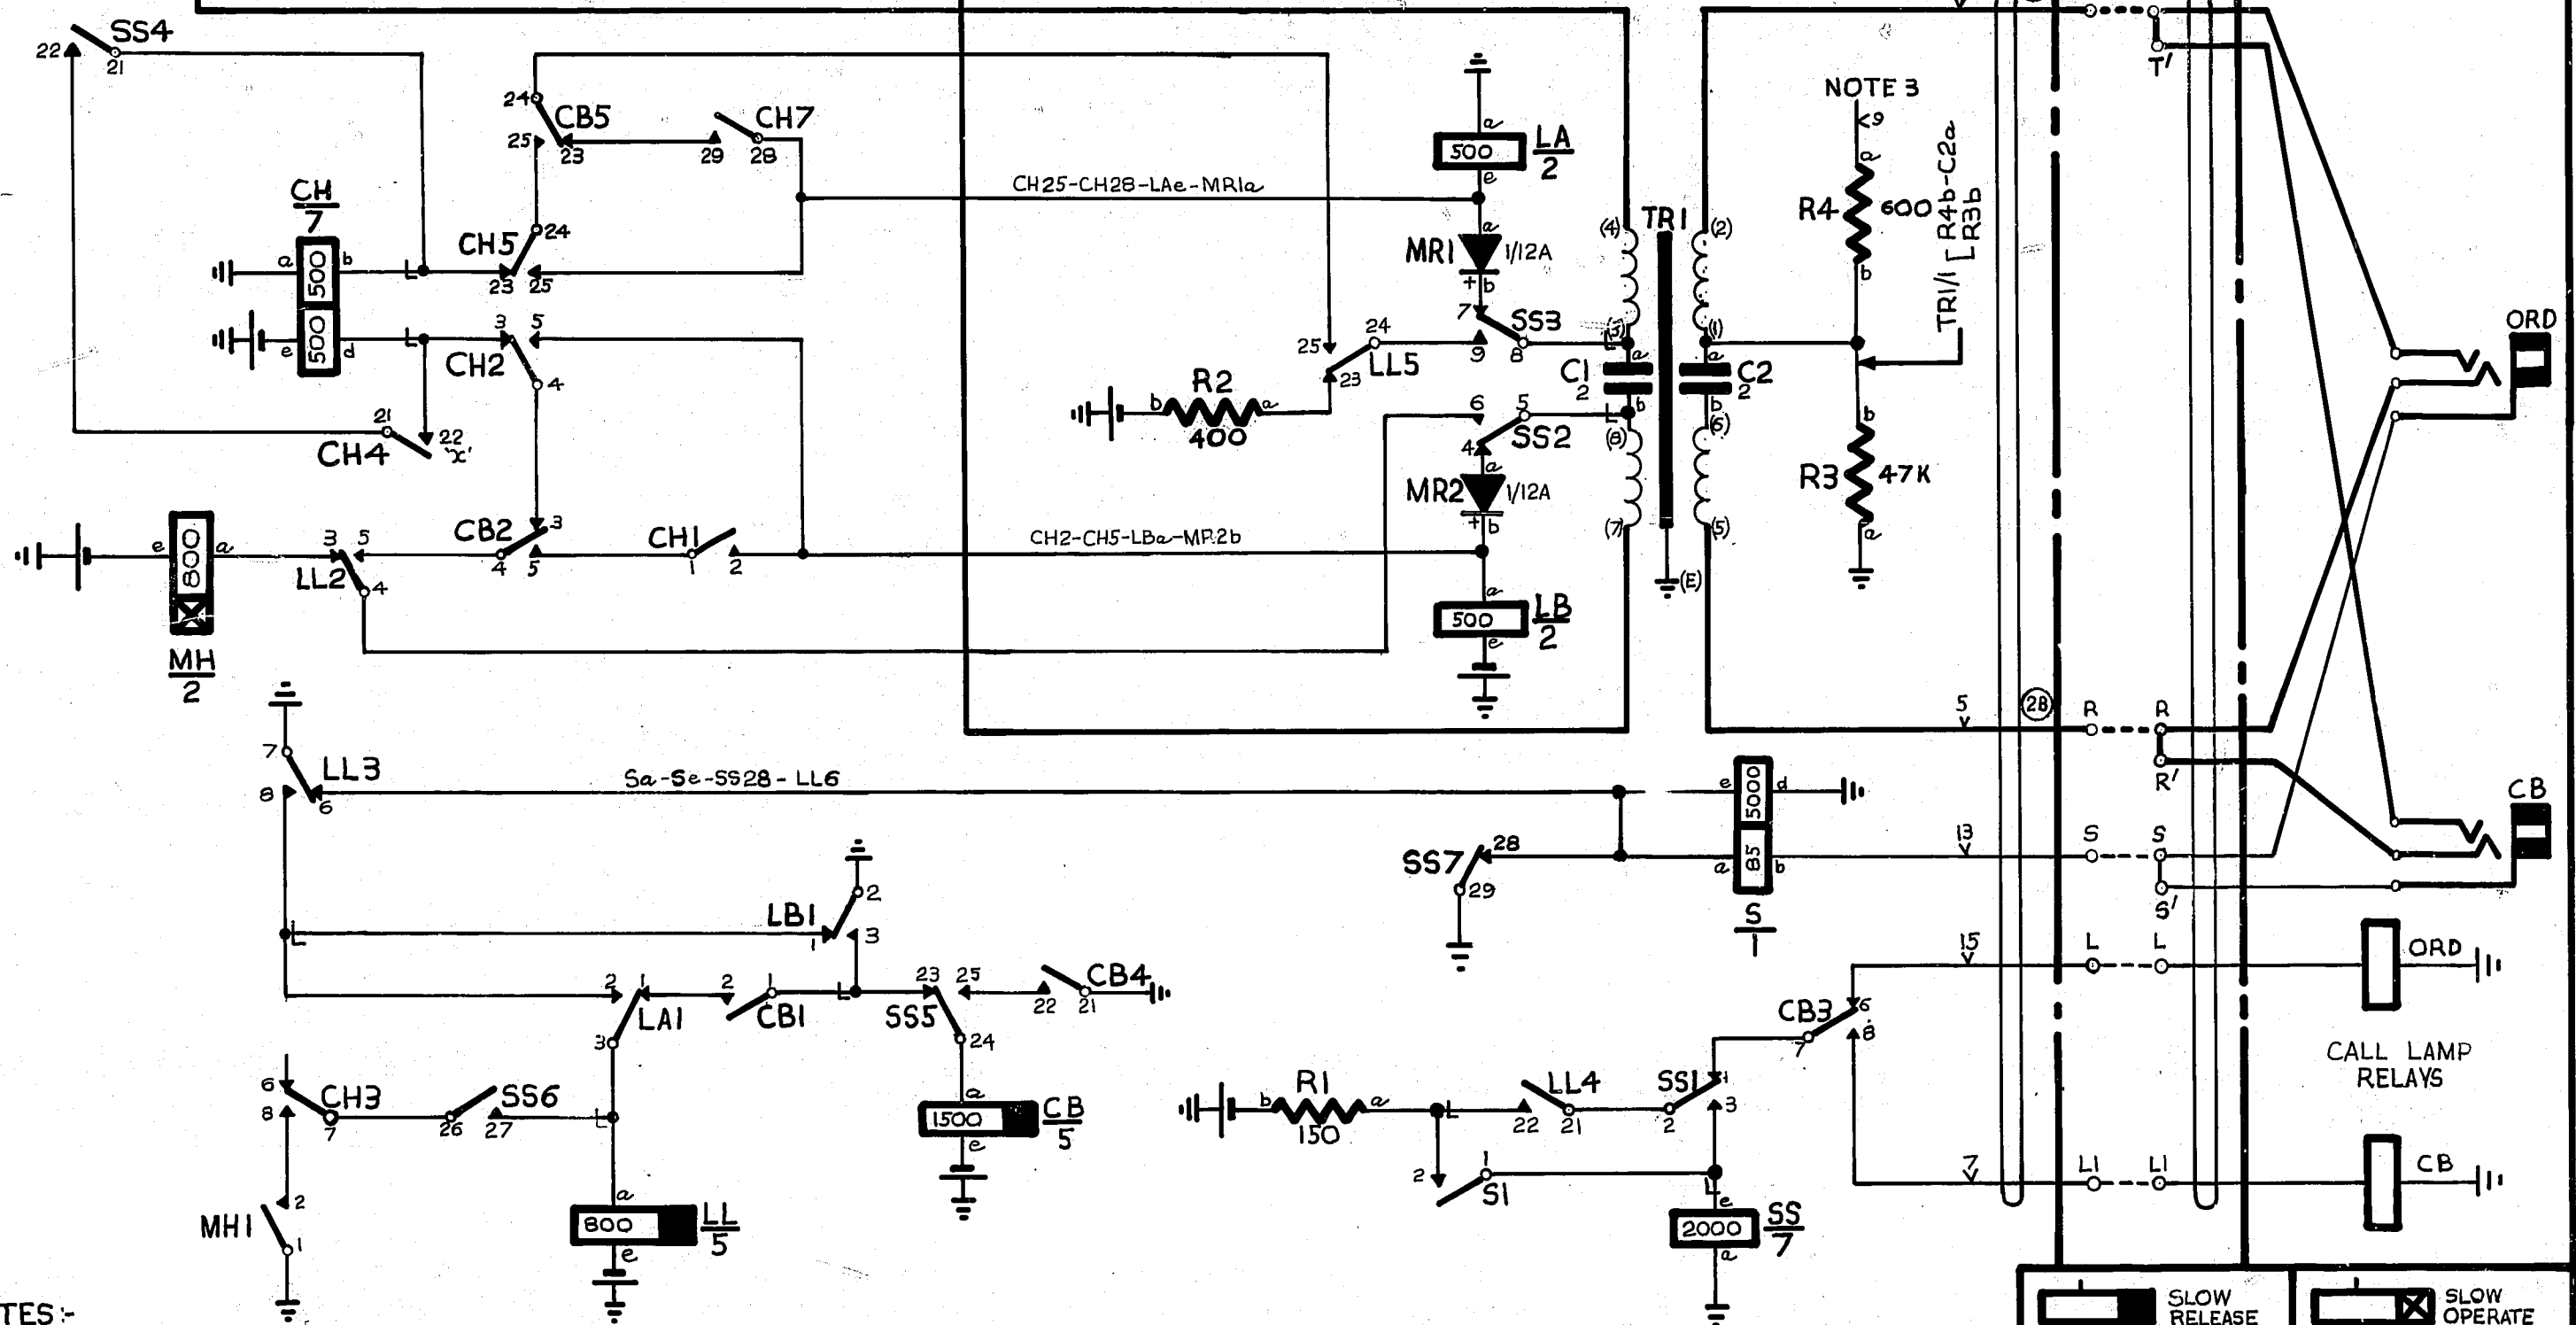 SS4
22
21
T'
24
CB5
25
23
CH7
29
28
a
LA
500
2
e
NOTE 3
9
a
R4
600
b
TR1/1 [ R4b-C2a
R3b
CH25-CH28-LAe-MR1a
CH
7
a
500
b
L
CH5
24
23
25
e
500
d
L
3
5
CH2
4
a
MR1
1/12A
+
b
7
SS3
9
8
L
TR1
(4)
(3)
(2)
(1)
a
C1
2
b
a
C2
2
b
24
25
LL5
23
R2
b
a
400
6
5
SS2
4
L
(8)
(6)
(7)
(5)
(E)
a
MR2
1/12A
+
b
b
R3
47K
a
ORD
21
CH4
22
'x'
CB2
3
4
5
CH1
1
2
CH2-CH5-LBa-MR2b
e
800
a
3
5
LL2
4
MH
2
a
500
LB
2
e
5
2B
R
R
R'
7
LL3
8
6
Sa-Se-SS28-LL6
e
5000
d
a
85
b
S
1
SS7
28
29
13
S
S
S'
CB
L
LB1
2
1
3
2
1
LA1
3
2
1
CB1
L
23
25
SS5
24
22
CB4
21
a
1500
CB
5
e
6
CH3
8
7
SS6
26
27
L
MH1
2
1
a
800
LL
5
e
15
L
L
ORD
CB3
6
8
7
CALL LAMP
RELAYS
b
R1
a
150
L
LL4
22
21
SS1
1
2
3
2
1
S1
L
e
2000
SS
7
a
7
L1
L1
CB
SLOW
RELEASE
SLOW
OPERATE
TES:-